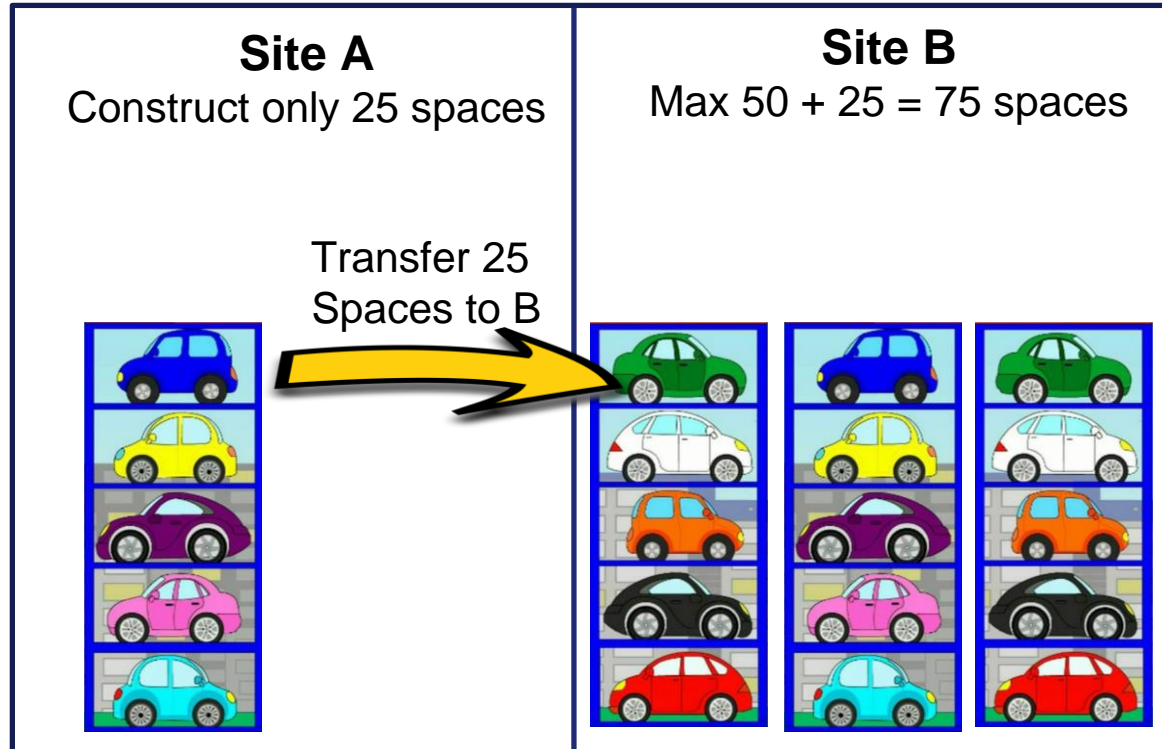 Site A
Construct only 25 spaces
Transfer 25
Spaces to B
Site B
Max 50 + 25 = 75 spaces